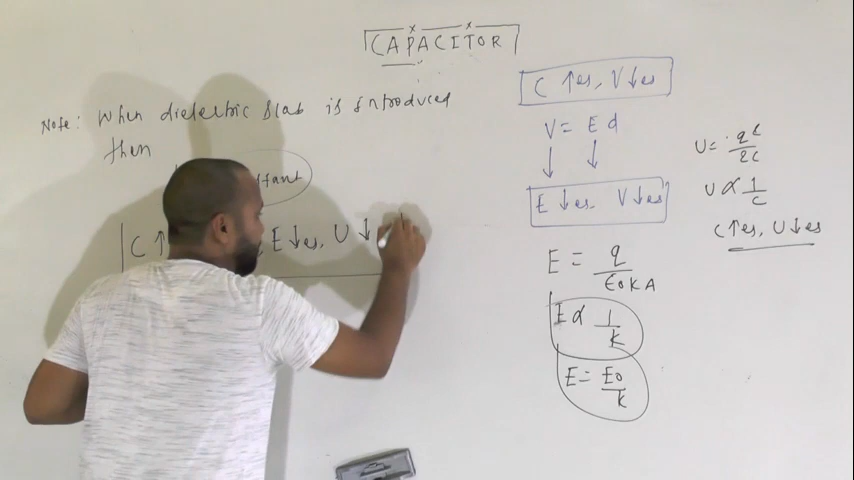 CAPACITOR
Note: When dielectric slab is introduced
then
C ↑ E ↓es, U ↓
C ↑es, V ↓es
V = Ed
↓ ↓
E ↓es, V ↓es
E = q/ϵ0KA
E ∝ 1/K
E = E0/K
U = q²/2C
U ∝ 1/C
C ↑es, U ↓es